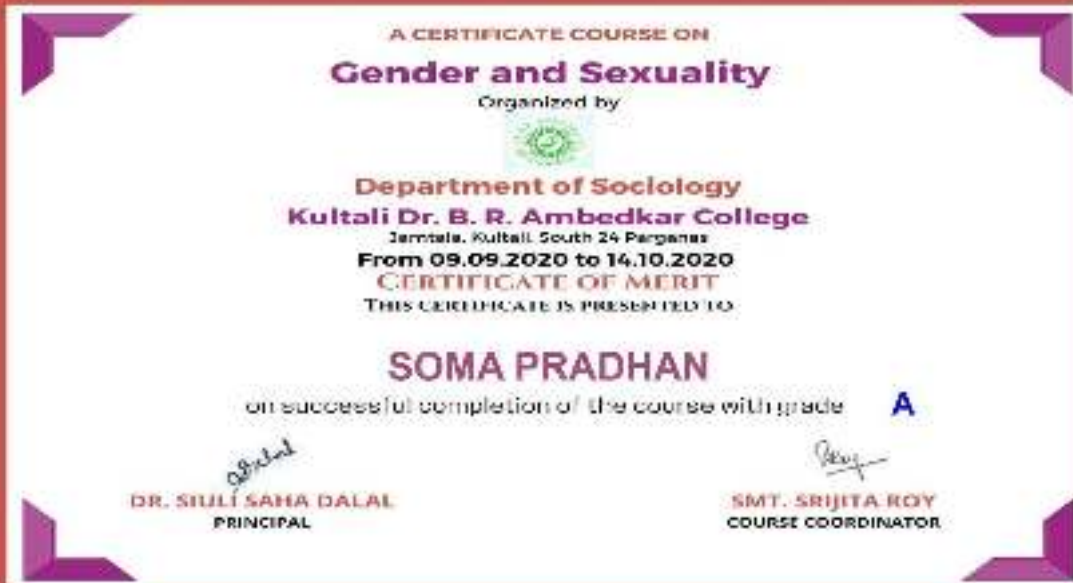 A CERTIFICATE COURSE ON
Gender and Sexuality
Organized by
Department of Sociology
Kultali Dr. B. R. Ambedkar College
Jamtala, Kultali, South 24 Parganas
From 09.09.2020 to 14.10.2020
CERTIFICATE OF MERIT
THIS CERTIFICATE IS PRESENTED TO
SOMA PRADHAN
on successful completion of the course with grade A
DR. SIULI SAHA DALAL
PRINCIPAL
SMT. SRIJITA ROY
COURSE COORDINATOR